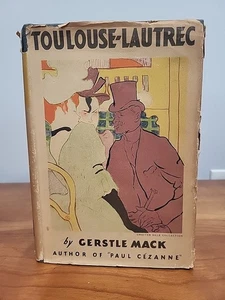 TOULOUSE-LAUTREC
by GERSTLE MACK
AUTHOR OF "PAUL CÉZANNE"